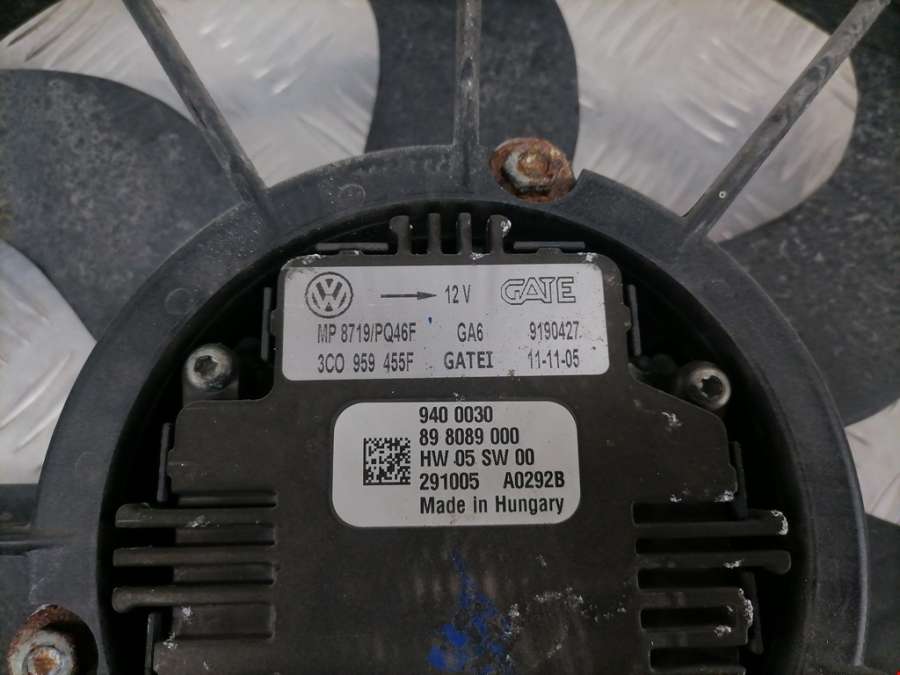 VW 12 V GATE
MP 8719/PQ46F GA6 9190427
3C0 959 455F GATEI 11-11-05
940 0030
89 8089 000
HW 05 SW 00
291005 A0292B
Made in Hungary